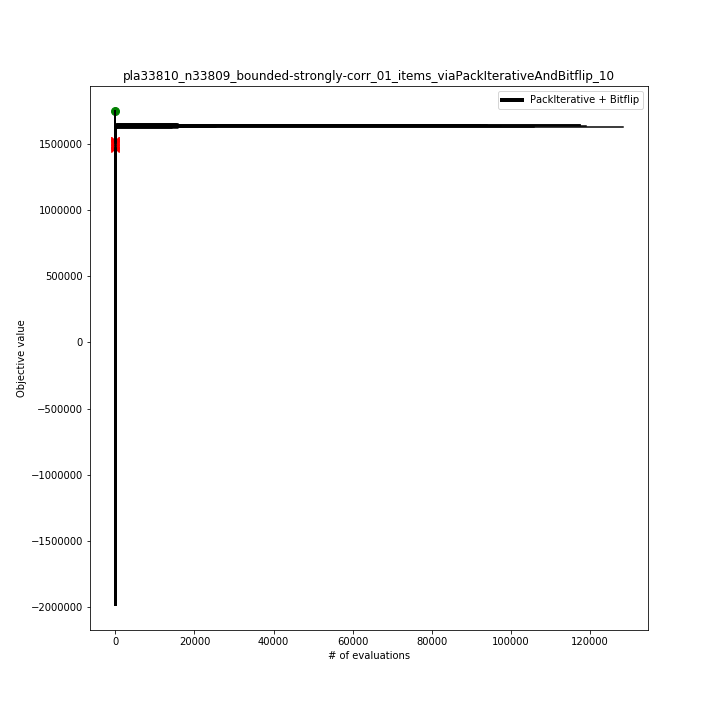 pla33810_n33809_bounded-strongly-corr_01_items_viaPackIterativeAndBitflip_10
PackIterative + Bitflip
1500000
1000000
500000
0
−500000
−1000000
−1500000
−2000000
Objective value
0 20000 40000 60000 80000 100000 120000
# of evaluations